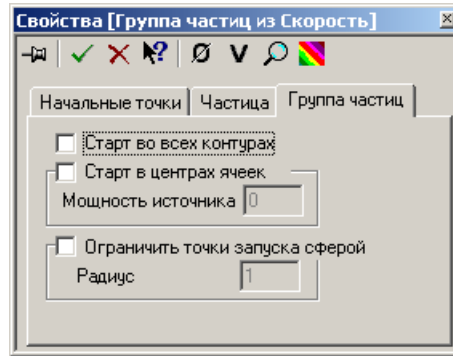 Свойства [Группа частиц из Скорость]
Начальные точки Частица Группа частиц
Старт во всех контурах
Старт в центрах ячеек
Мощность источника 0
Ограничить точки запуска сферой
Радиус 1